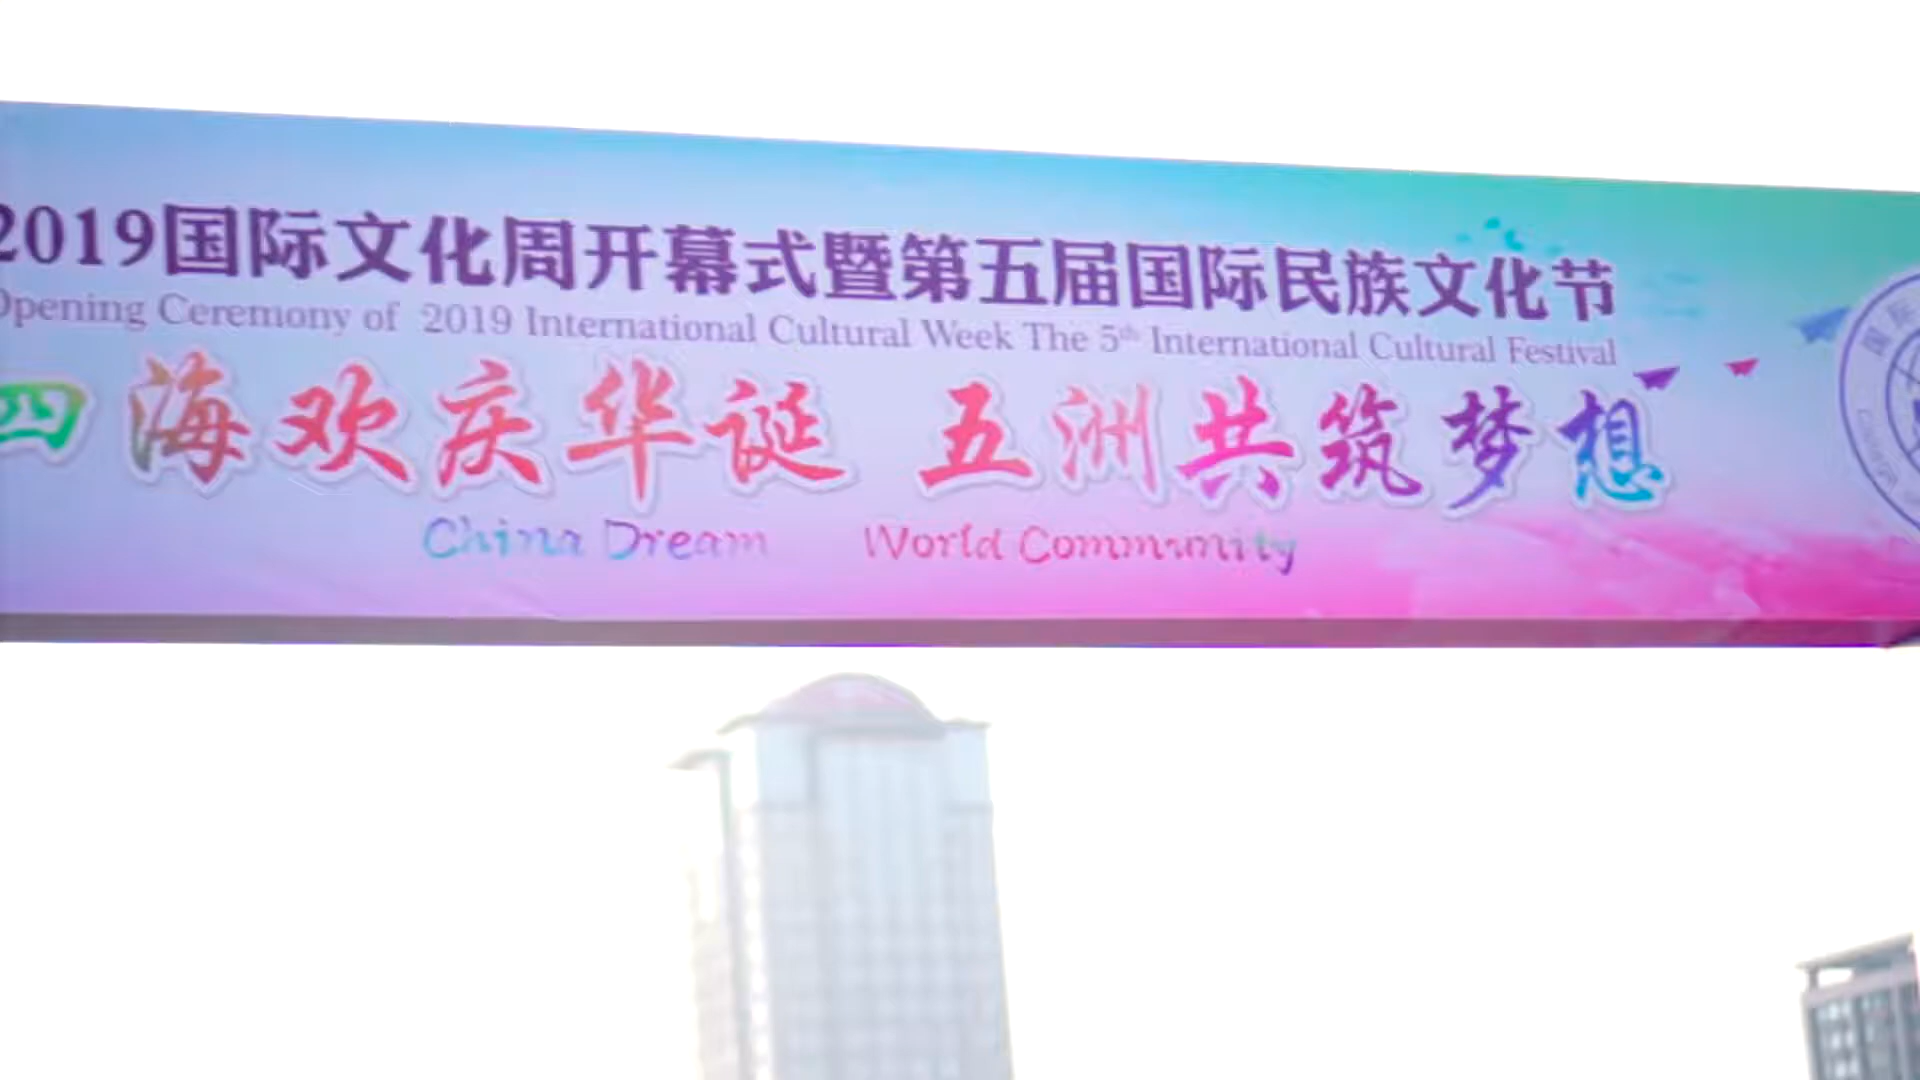 2019国际文化周开幕式暨第五届国际民族文化节
Opening Ceremony of 2019 International Cultural Week The 5th International Cultural Festival
四海欢庆华诞 五洲共筑梦想
China Dream World Community